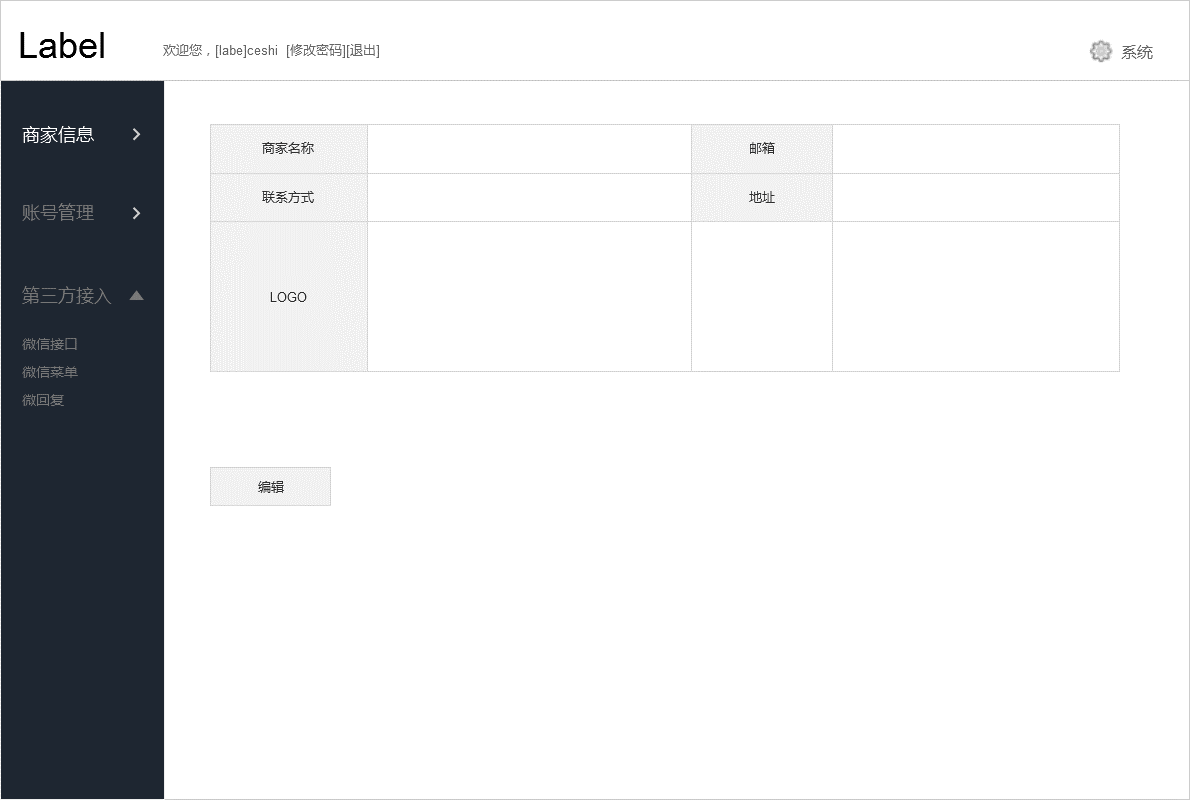 Label
欢迎您，[labe]ceshi [修改密码][退出]
系统
商家信息
账号管理
第三方接入
微信接口
微信菜单
微回复
商家名称 邮箱
联系方式 地址
LOGO
编辑